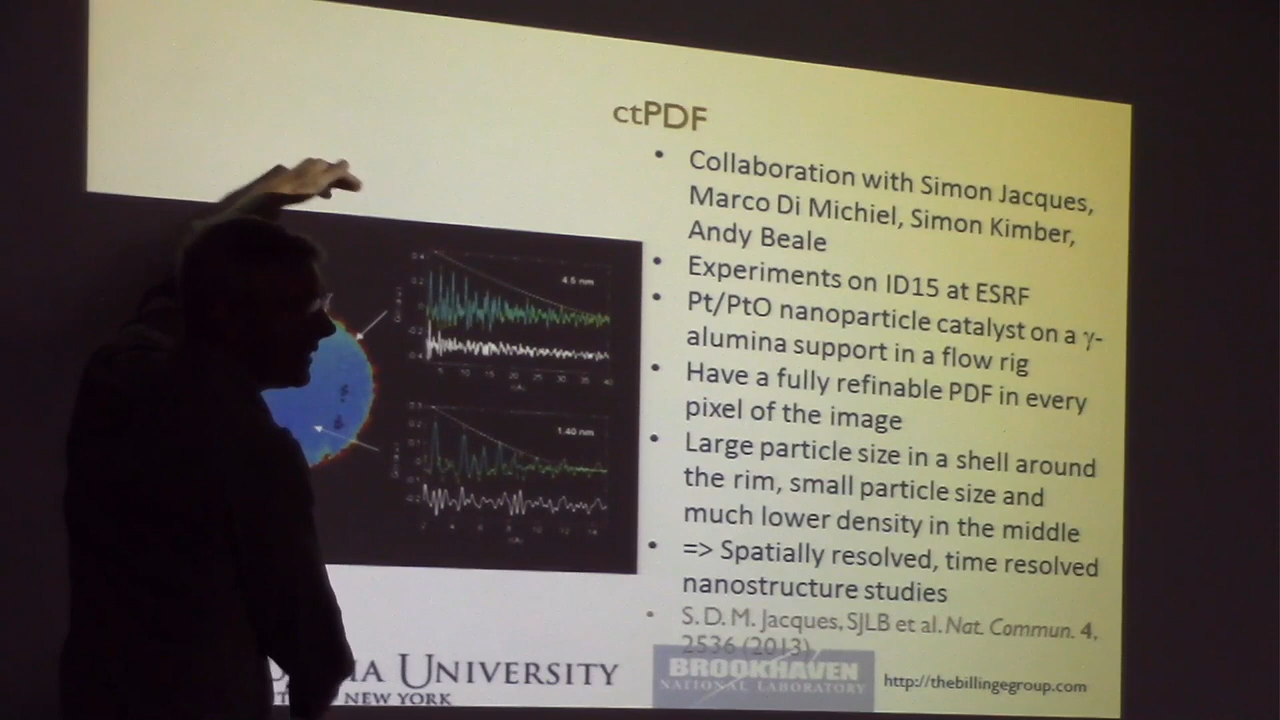 ctPDF
• Collaboration with Simon Jacques,
Marco Di Michiel, Simon Kimber,
Andy Beale
• Experiments on ID15 at ESRF
• Pt/PtO nanoparticle catalyst on a γ-
alumina support in a flow rig
• Have a fully refinable PDF in every
pixel of the image
• Large particle size in a shell around
the rim, small particle size and
much lower density in the middle
• => Spatially resolved, time resolved
nanostructure studies
• S. D. M. Jacques, SJLB et al. Nat. Commun. 4,
2536 (2013)
4.5 nm
1.40 nm
UNIVERSITY
NEW YORK
BROOKHAVEN
NATIONAL LABORATORY
http://thebillingegroup.com